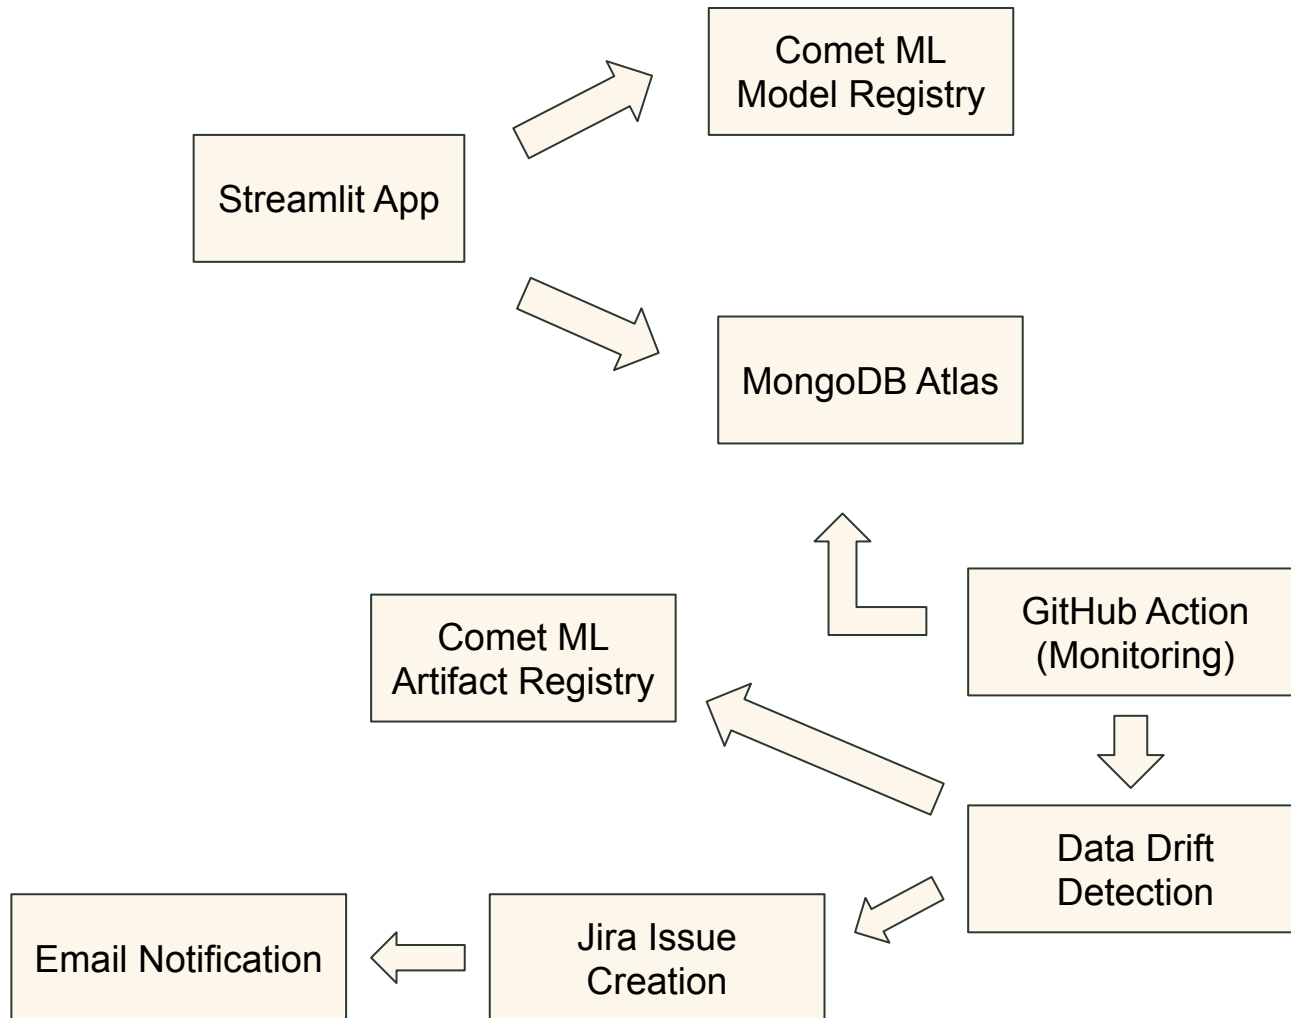 Comet ML
Model Registry
Streamlit App
MongoDB Atlas
GitHub Action
(Monitoring)
Comet ML
Artifact Registry
Data Drift
Detection
Jira Issue
Creation
Email Notification